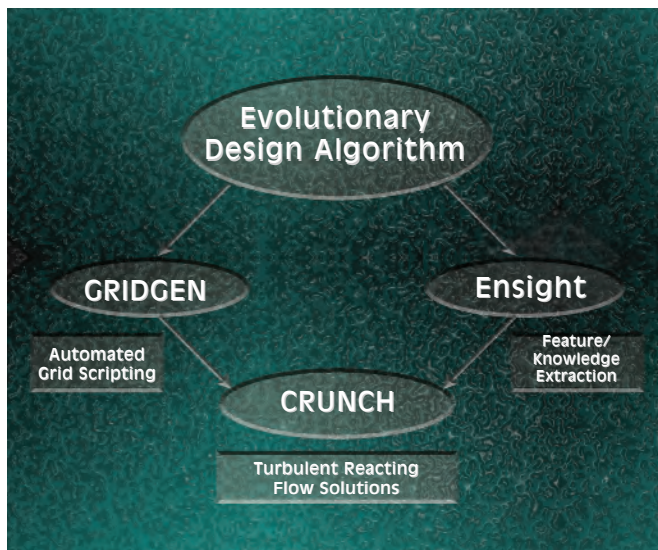 Evolutionary
Design Algorithm
GRIDGEN
Ensight
Automated
Grid Scripting
Feature/
Knowledge
Extraction
CRUNCH
Turbulent Reacting
Flow Solutions